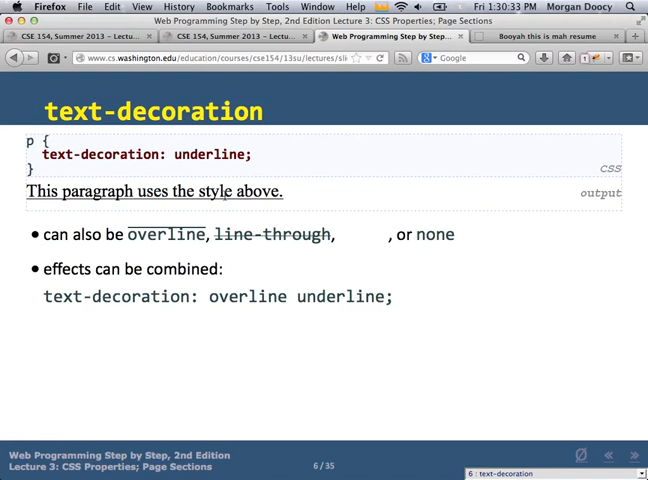 Firefox File Edit View History Bookmarks Tools Window Help Fri 1:30:33 PM Morgan Doocy
Web Programming Step by Step, 2nd Edition Lecture 3: CSS Properties; Page Sections
CSE 154, Summer 2013 – Lectu... CSE 154, Summer 2013 – Lectu... Web Programming Step by Step... Booyah this is mah resume
www.cs.washington.edu/education/courses/cse154/13su/lectures/sli Google
text-decoration
p {
text-decoration: underline;
}
css
This paragraph uses the style above.
output
• can also be overline, line-through, , or none
• effects can be combined:
text-decoration: overline underline;
Web Programming Step by Step, 2nd Edition
Lecture 3: CSS Properties; Page Sections
6 / 35
Ø « »
6 : text-decoration